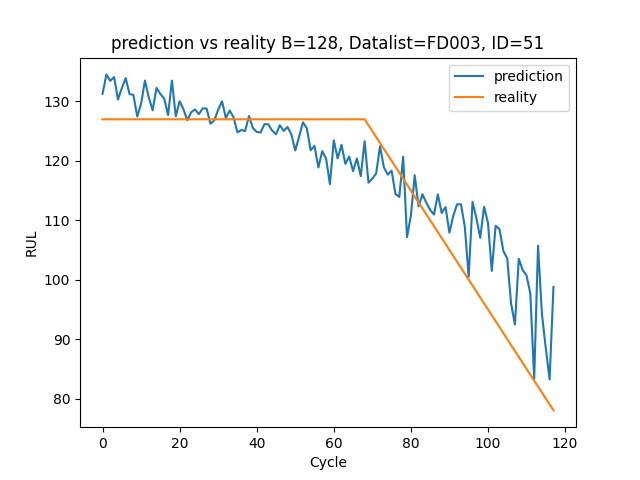 prediction vs reality B=128, Datalist=FD003, ID=51
prediction
reality
RUL
130
120
110
100
90
80
0 20 40 60 80 100 120
Cycle